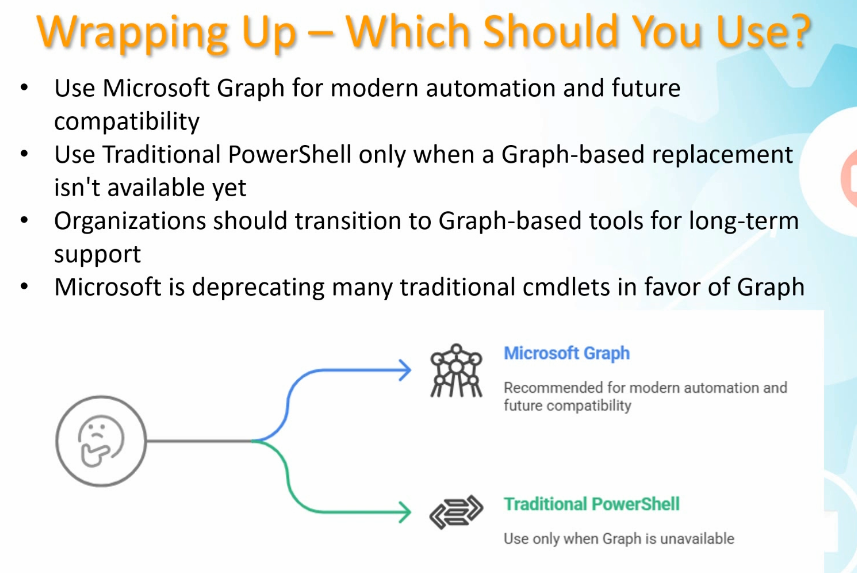 Wrapping Up – Which Should You Use?
• Use Microsoft Graph for modern automation and future
compatibility
• Use Traditional PowerShell only when a Graph-based replacement
isn't available yet
• Organizations should transition to Graph-based tools for long-term
support
• Microsoft is deprecating many traditional cmdlets in favor of Graph
Microsoft Graph
Recommended for modern automation and
future compatibility
Traditional PowerShell
Use only when Graph is unavailable